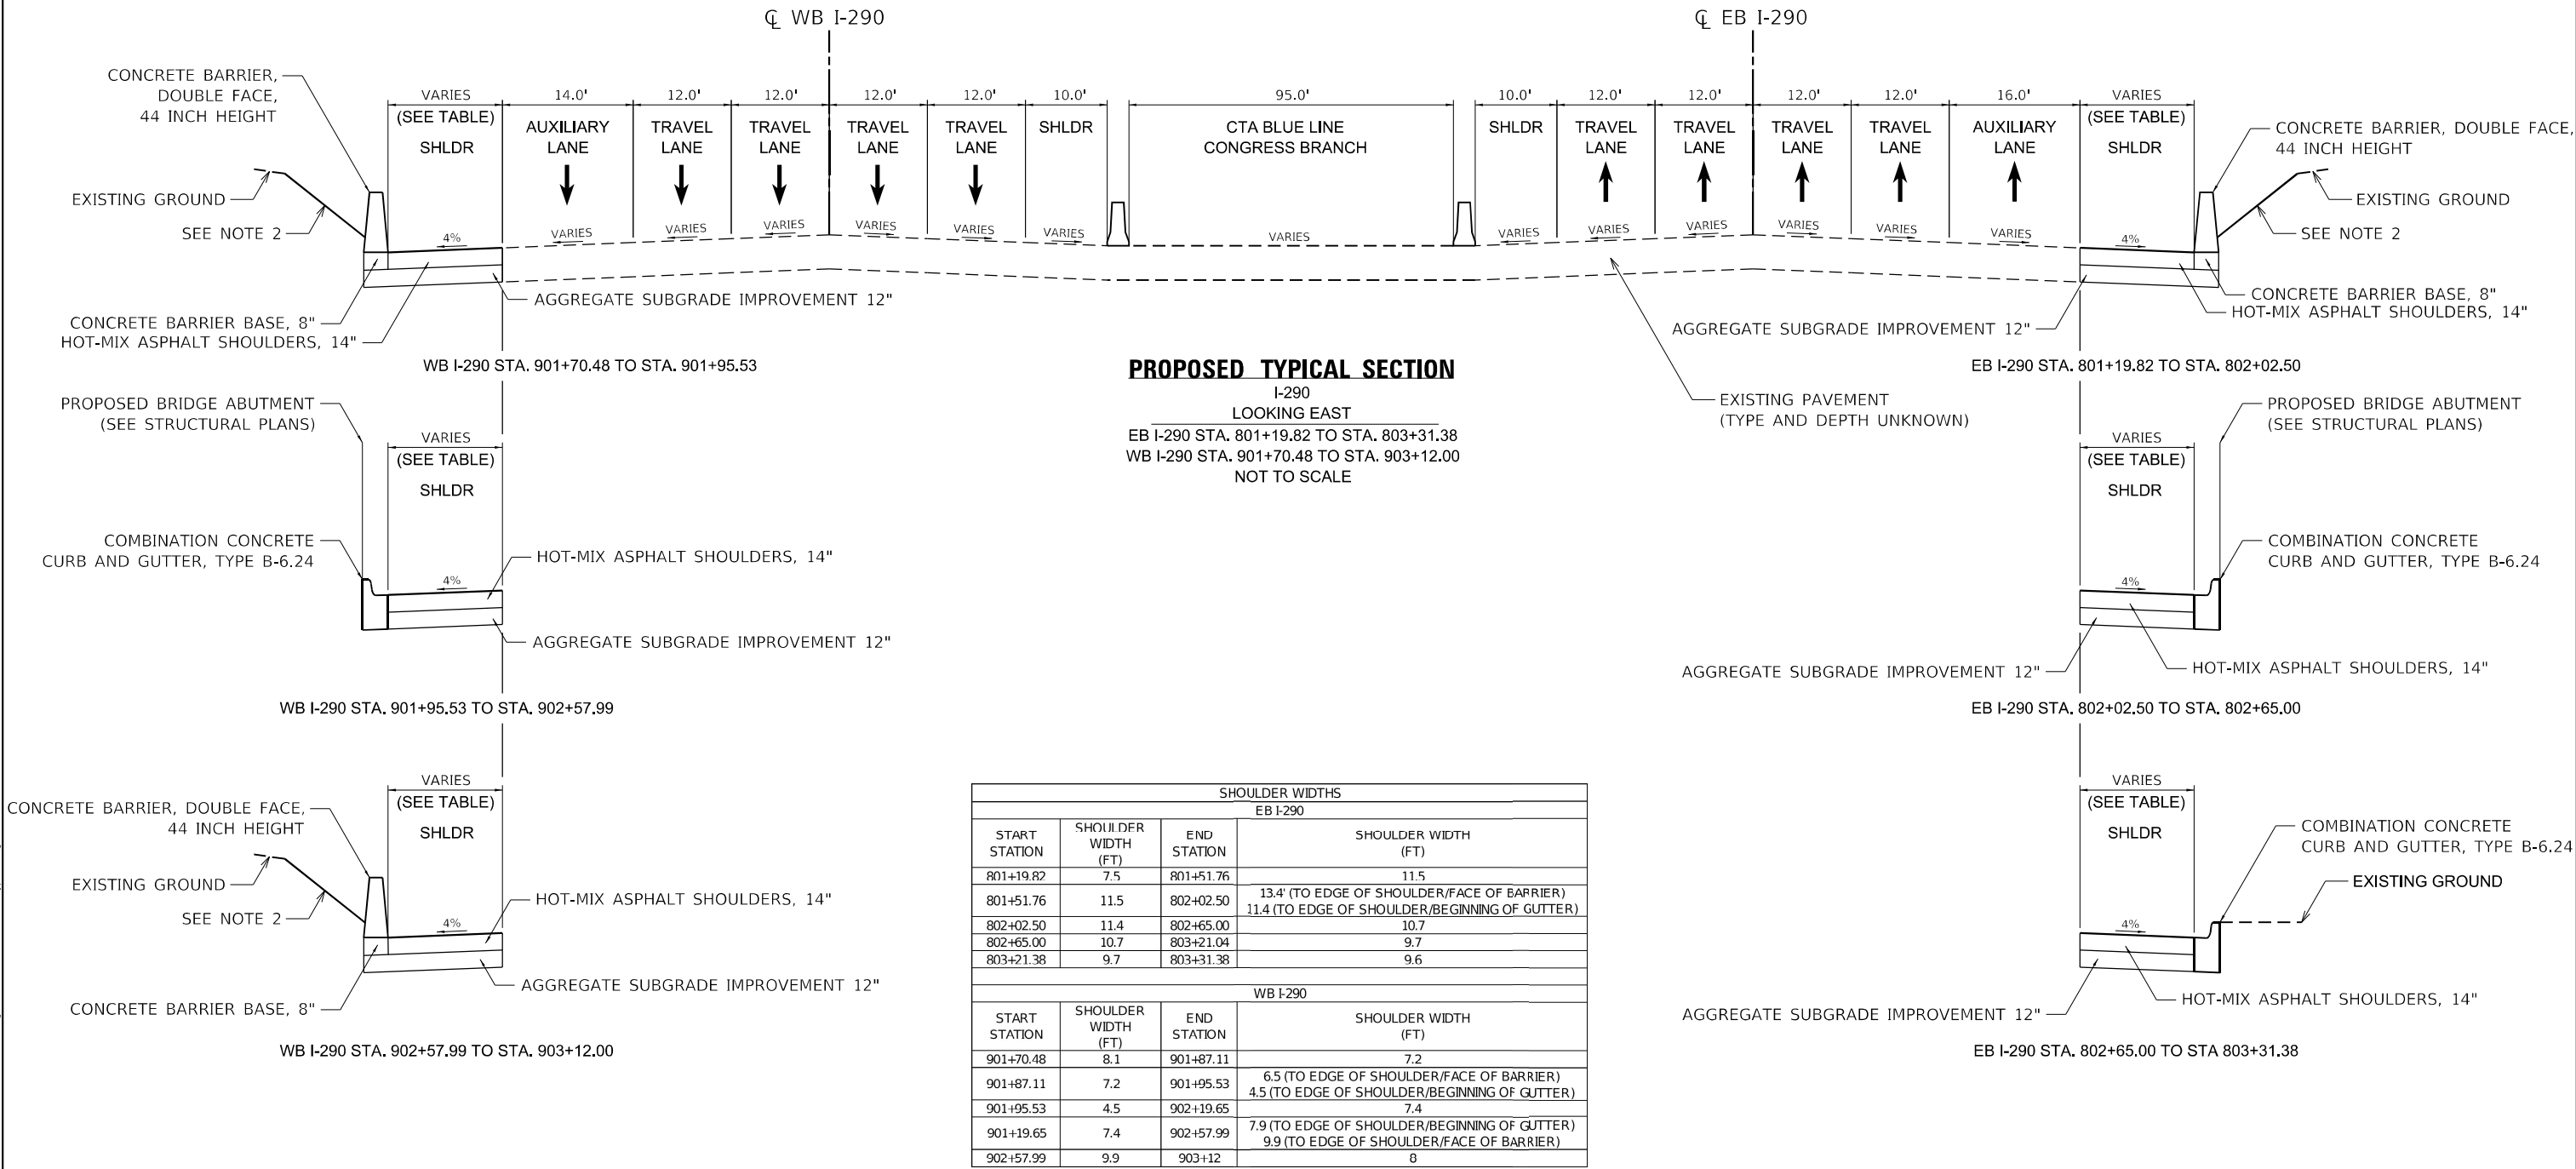 ℄ WB I-290
℄ EB I-290
CONCRETE BARRIER,
DOUBLE FACE,
44 INCH HEIGHT
EXISTING GROUND
SEE NOTE 2
VARIES
(SEE TABLE)
SHLDR
14.0'
AUXILIARY
LANE
12.0'
TRAVEL
LANE
12.0'
TRAVEL
LANE
12.0'
TRAVEL
LANE
12.0'
TRAVEL
LANE
10.0'
SHLDR
95.0'
CTA BLUE LINE
CONGRESS BRANCH
10.0'
SHLDR
12.0'
TRAVEL
LANE
12.0'
TRAVEL
LANE
12.0'
TRAVEL
LANE
12.0'
TRAVEL
LANE
16.0'
AUXILIARY
LANE
VARIES
(SEE TABLE)
SHLDR
CONCRETE BARRIER, DOUBLE FACE,
44 INCH HEIGHT
EXISTING GROUND
SEE NOTE 2
4%
VARIES
VARIES
VARIES
VARIES
VARIES
VARIES
VARIES
VARIES
VARIES
VARIES
VARIES
VARIES
VARIES
4%
AGGREGATE SUBGRADE IMPROVEMENT 12"
CONCRETE BARRIER BASE, 8"
HOT-MIX ASPHALT SHOULDERS, 14"
WB I-290 STA. 901+70.48 TO STA. 901+95.53
CONCRETE BARRIER BASE, 8"
HOT-MIX ASPHALT SHOULDERS, 14"
AGGREGATE SUBGRADE IMPROVEMENT 12"
EB I-290 STA. 801+19.82 TO STA. 802+02.50
PROPOSED TYPICAL SECTION
I-290
LOOKING EAST
EB I-290 STA. 801+19.82 TO STA. 803+31.38
WB I-290 STA. 901+70.48 TO STA. 903+12.00
NOT TO SCALE
EXISTING PAVEMENT
(TYPE AND DEPTH UNKNOWN)
PROPOSED BRIDGE ABUTMENT
(SEE STRUCTURAL PLANS)
VARIES
(SEE TABLE)
SHLDR
COMBINATION CONCRETE
CURB AND GUTTER, TYPE B-6.24
HOT-MIX ASPHALT SHOULDERS, 14"
4%
AGGREGATE SUBGRADE IMPROVEMENT 12"
WB I-290 STA. 901+95.53 TO STA. 902+57.99
PROPOSED BRIDGE ABUTMENT
(SEE STRUCTURAL PLANS)
VARIES
(SEE TABLE)
SHLDR
COMBINATION CONCRETE
CURB AND GUTTER, TYPE B-6.24
4%
AGGREGATE SUBGRADE IMPROVEMENT 12"
HOT-MIX ASPHALT SHOULDERS, 14"
EB I-290 STA. 802+02.50 TO STA. 802+65.00
VARIES
(SEE TABLE)
SHLDR
CONCRETE BARRIER, DOUBLE FACE,
44 INCH HEIGHT
EXISTING GROUND
SEE NOTE 2
HOT-MIX ASPHALT SHOULDERS, 14"
4%
AGGREGATE SUBGRADE IMPROVEMENT 12"
CONCRETE BARRIER BASE, 8"
WB I-290 STA. 902+57.99 TO STA. 903+12.00
SHOULDER WIDTHS
EB I-290
START STATION SHOULDER WIDTH (FT) END STATION SHOULDER WIDTH (FT)
801+19.82 7.5 801+51.76 11.5
801+51.76 11.5 802+02.50 13.4' (TO EDGE OF SHOULDER/FACE OF BARRIER)
11.4 (TO EDGE OF SHOULDER/BEGINNING OF GUTTER)
802+02.50 11.4 802+65.00 10.7
802+65.00 10.7 803+21.04 9.7
803+21.38 9.7 803+31.38 9.6
WB I-290
START STATION SHOULDER WIDTH (FT) END STATION SHOULDER WIDTH (FT)
901+70.48 8.1 901+87.11 7.2
901+87.11 7.2 901+95.53 6.5 (TO EDGE OF SHOULDER/FACE OF BARRIER)
4.5 (TO EDGE OF SHOULDER/BEGINNING OF GUTTER)
901+95.53 4.5 902+19.65 7.4
901+19.65 7.4 902+57.99 7.9 (TO EDGE OF SHOULDER/BEGINNING OF GUTTER)
9.9 (TO EDGE OF SHOULDER/FACE OF BARRIER)
902+57.99 9.9 903+12 8
VARIES
(SEE TABLE)
SHLDR
COMBINATION CONCRETE
CURB AND GUTTER, TYPE B-6.24
EXISTING GROUND
4%
HOT-MIX ASPHALT SHOULDERS, 14"
AGGREGATE SUBGRADE IMPROVEMENT 12"
EB I-290 STA. 802+65.00 TO STA 803+31.38